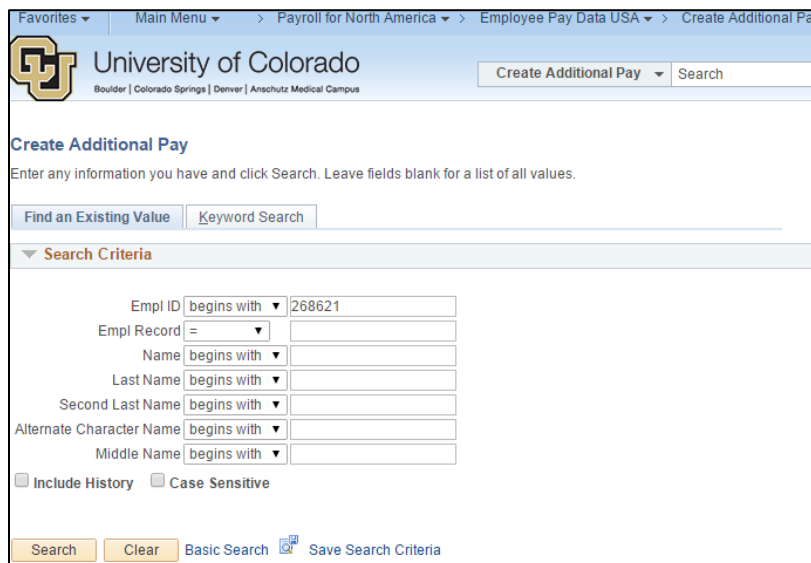 Favorites Main Menu > Payroll for North America > Employee Pay Data USA > Create Additional Pa
CU University of Colorado
Boulder | Colorado Springs | Denver | Anschutz Medical Campus
Create Additional Pay Search
Create Additional Pay
Enter any information you have and click Search. Leave fields blank for a list of all values.
Find an Existing Value Keyword Search
Search Criteria
Empl ID begins with 268621
Empl Record =
Name begins with
Last Name begins with
Second Last Name begins with
Alternate Character Name begins with
Middle Name begins with
Include History Case Sensitive
Search Clear Basic Search Save Search Criteria